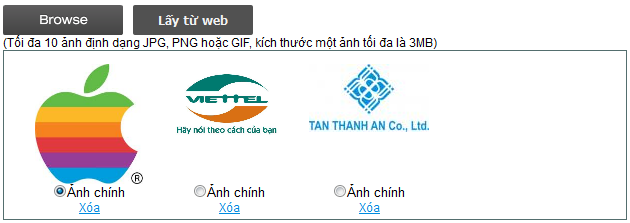 Browse Lấy từ web
(Tối đa 10 ảnh định dạng JPG, PNG hoặc GIF, kích thước một ảnh tối đa là 3MB)
VIETTEL
Hãy nói theo cách của bạn
TAN THANH AN Co., Ltd.
®
Ảnh chính Ảnh chính Ảnh chính
Xóa Xóa Xóa